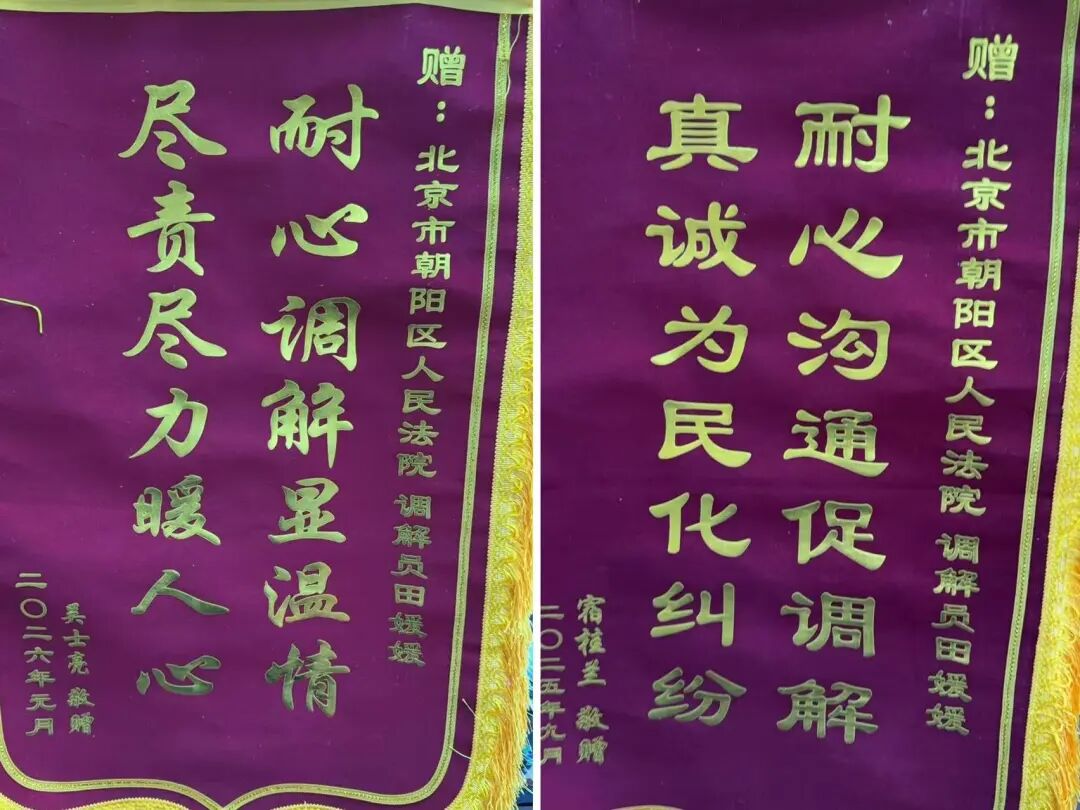 赠：北京市朝阳区人民法院 调解员田媛媛
耐心调解显温情
尽责尽力暖人心
吴士亮 敬赠
二〇二六年元月
赠：北京市朝阳区人民法院 调解员田媛媛
耐心沟通促调解
真诚为民化纠纷
宿桂兰 敬赠
二〇二五年九月